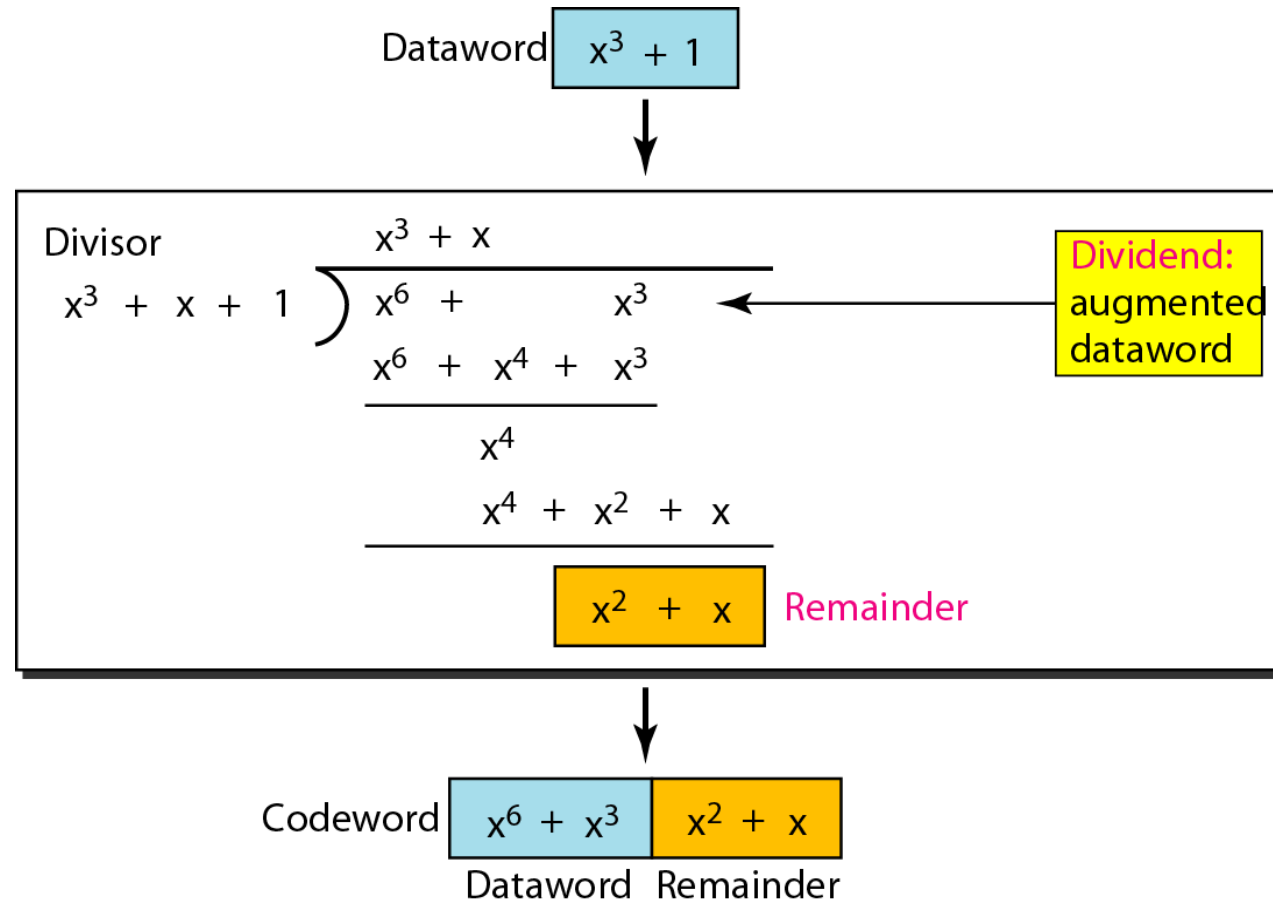 Dataword x³ + 1
Divisor
x³ + x
x³ + x + 1
x⁶ + x³
x⁶ + x⁴ + x³
x⁴
x⁴ + x² + x
x² + x Remainder
Dividend:
augmented
dataword
Codeword x⁶ + x³ x² + x
Dataword Remainder